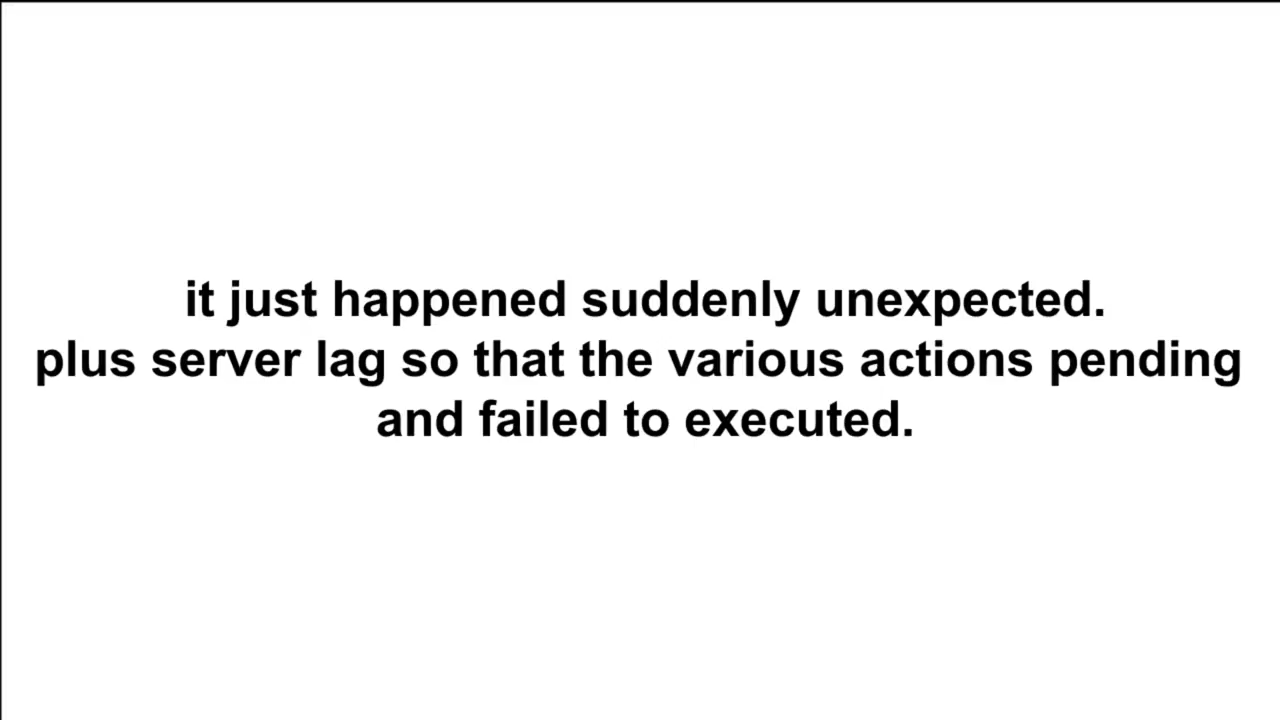 it just happened suddenly unexpected.
plus server lag so that the various actions pending
and failed to executed.